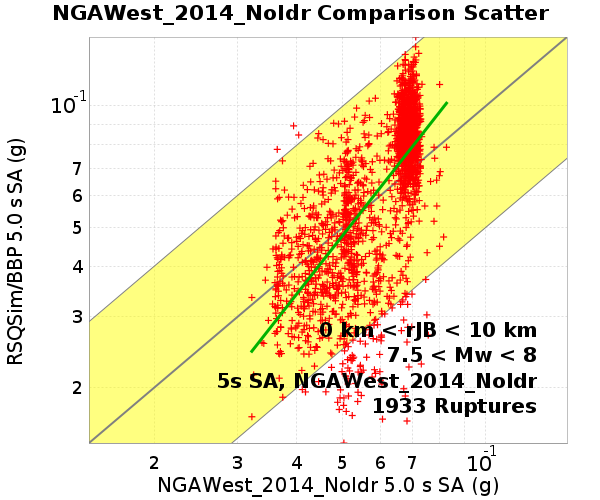 NGAWest_2014_NoIdr Comparison Scatter
RSQSim/BBP 5.0 s SA (g)
10-1
7
6
5
4
3
2
0 km < rJB < 10 km
7.5 < Mw < 8
5s SA, NGAWest_2014_NoIdr
1933 Ruptures
2 3 4 5 6 7 10-1
NGAWest_2014_NoIdr 5.0 s SA (g)